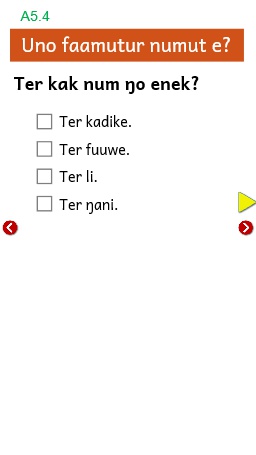 A5.4
Uno faamutur numut e?
Ter kak num ŋo enek?
Ter kadike.
Ter fuuwe.
Ter li.
Ter ŋani.